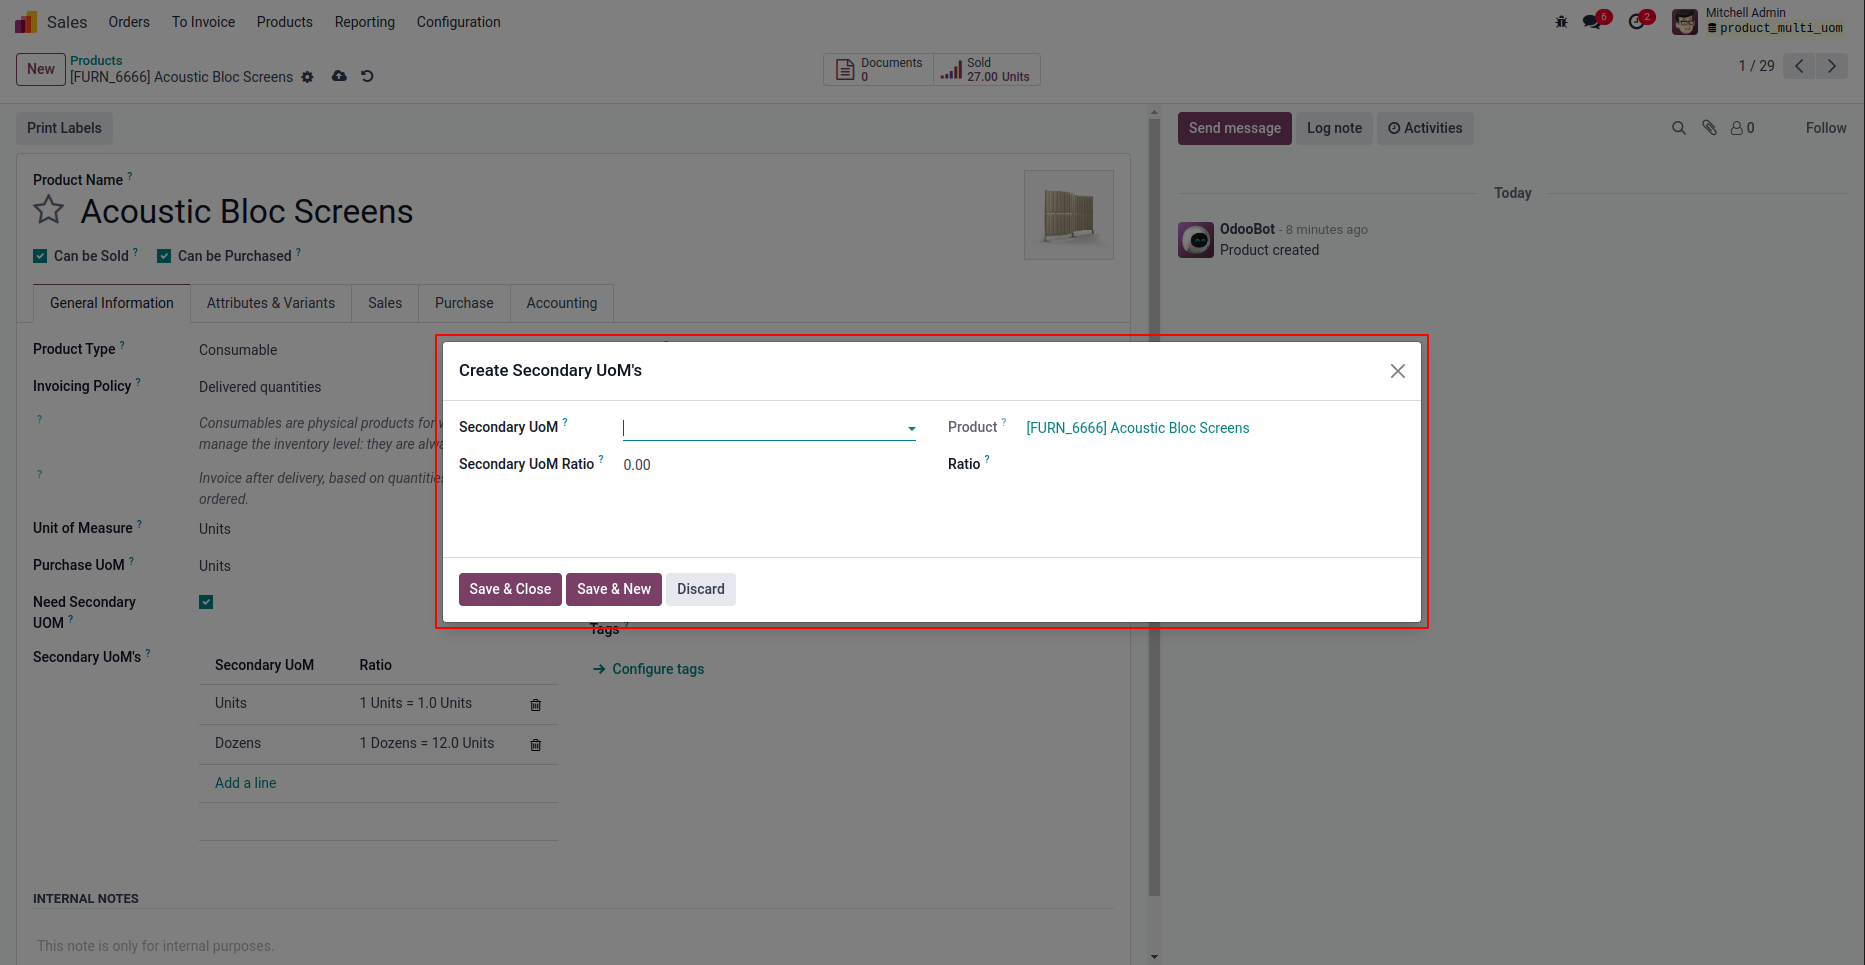 Sales Orders To Invoice Products Reporting Configuration 6 2 Mitchell Admin
product_multi_uom
New Products
[FURN_6666] Acoustic Bloc Screens
Documents
0
Sold
27.00 Units
1 / 29
Print Labels
Send message Log note Activities 0 Follow
Product Name ?
Acoustic Bloc Screens
Can be Sold ? Can be Purchased ?
General Information Attributes & Variants Sales Purchase Accounting
Today
OdooBot - 8 minutes ago
Product created
Product Type ? Consumable
Invoicing Policy ? Delivered quantities
? Consumables are physical products for
manage the inventory level: they are
? Invoice after delivery, based on
ordered.
Unit of Measure ? Units
Purchase UoM ? Units
Need Secondary
UOM ?
Secondary UoM's ?
Secondary UoM Ratio
Units 1 Units = 1.0 Units
Dozens 1 Dozens = 12.0 Units
Add a line
Create Secondary UoM's
Secondary UoM ? Product ? [FURN_6666] Acoustic Bloc Screens
Secondary UoM Ratio ? 0.00 Ratio ?
Save & Close Save & New Discard
Tags ?
Configure tags
INTERNAL NOTES
This note is only for internal purposes.